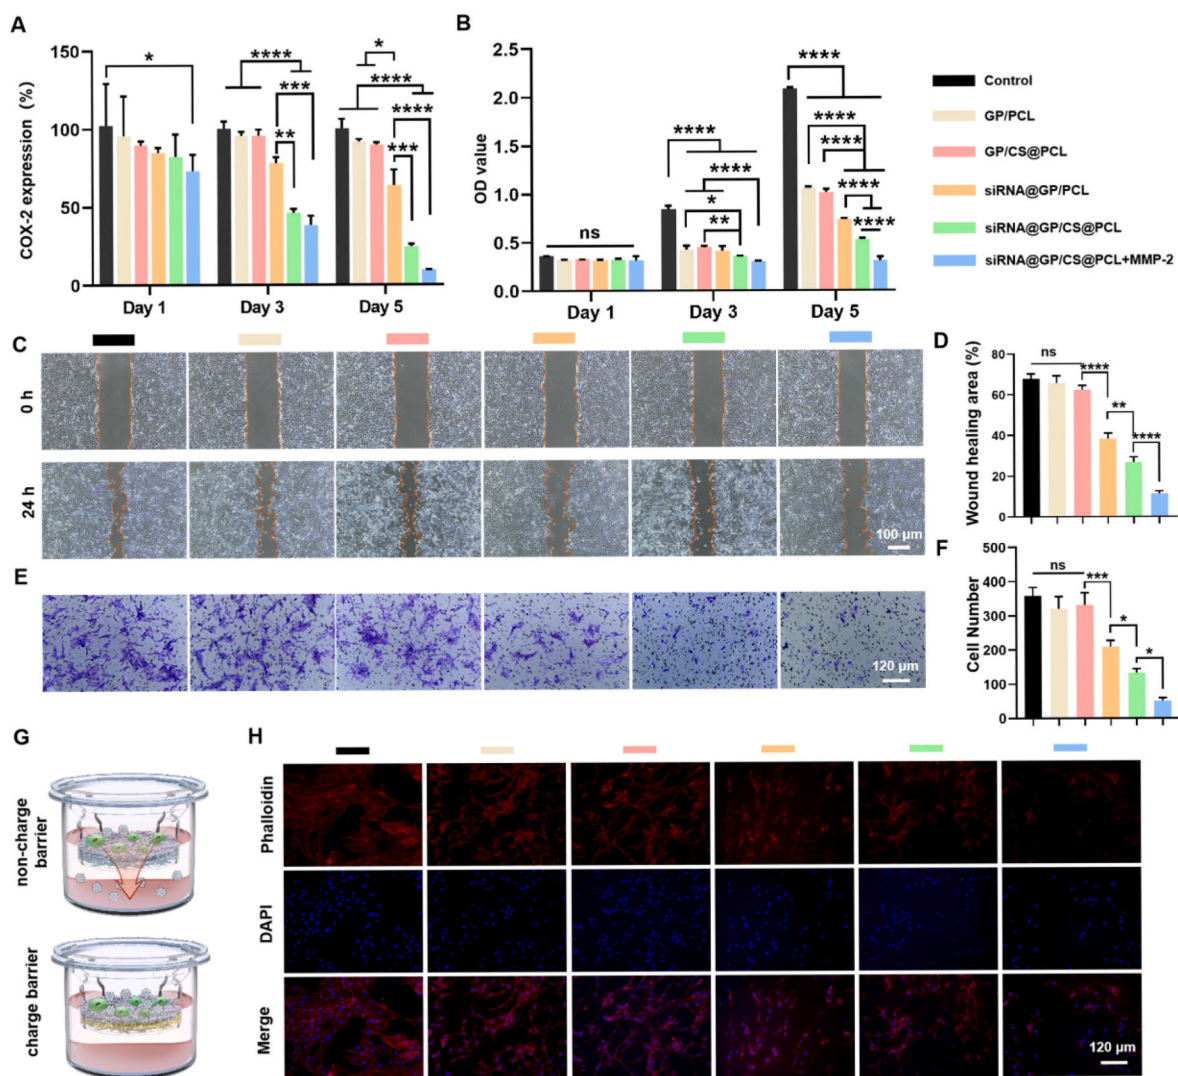 A
COX-2 expression (%)
150
100
50
0
*
****
***
**
*
****
****
***
Day 1
Day 3
Day 5
B
OD value
2.5
2.0
1.5
1.0
0.5
0.0
ns
****
****
*
**
****
****
****
****
****
Day 1
Day 3
Day 5
Control
GP/PCL
GP/CS@PCL
siRNA@GP/PCL
siRNA@GP/CS@PCL
siRNA@GP/CS@PCL+MMP-2
C
0 h
24 h
100 μm
D
Wound healing area (%)
80
60
40
20
0
ns
****
**
****
E
120 μm
F
Cell Number
500
400
300
200
100
0
ns
***
*
*
G
non-charge
barrier
charge barrier
H
Phalloidin
DAPI
Merge
120 μm